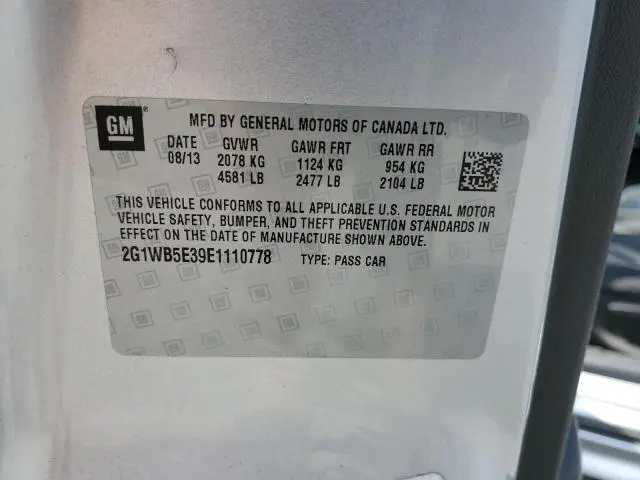 GM ®
MFD BY GENERAL MOTORS OF CANADA LTD.
DATE GVWR GAWR FRT GAWR RR
08/13 2078 KG 1124 KG 954 KG
4581 LB 2477 LB 2104 LB
THIS VEHICLE CONFORMS TO ALL APPLICABLE U.S. FEDERAL MOTOR
VEHICLE SAFETY, BUMPER, AND THEFT PREVENTION STANDARDS IN
EFFECT ON THE DATE OF MANUFACTURE SHOWN ABOVE.
2G1WB5E39E1110778 TYPE: PASS CAR